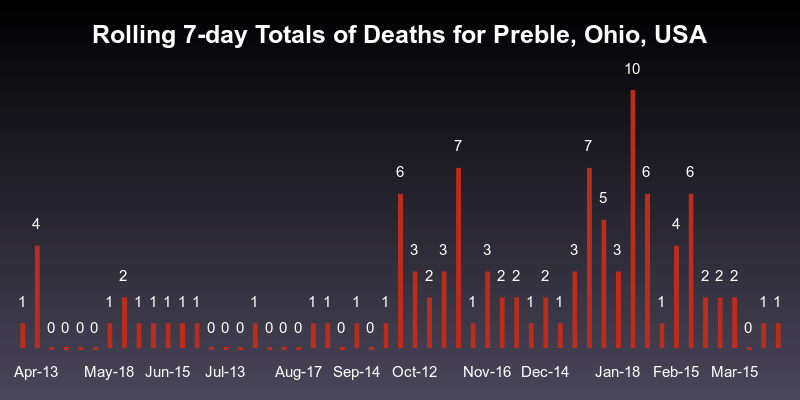 Rolling 7-day Totals of Deaths for Preble, Ohio, USA
1 4 0 0 0 0 1 2 1 1 1 1 1 0 0 0 1 0 0 0 1 1 0 1 0 1 6 3 2 3 7 1 3 2 2 1 2 1 3 7 5 3 10 6 1 4 6 2 2 2 0 1 1
Apr-13 May-18 Jun-15 Jul-13 Aug-17 Sep-14 Oct-12 Nov-16 Dec-14 Jan-18 Feb-15 Mar-15